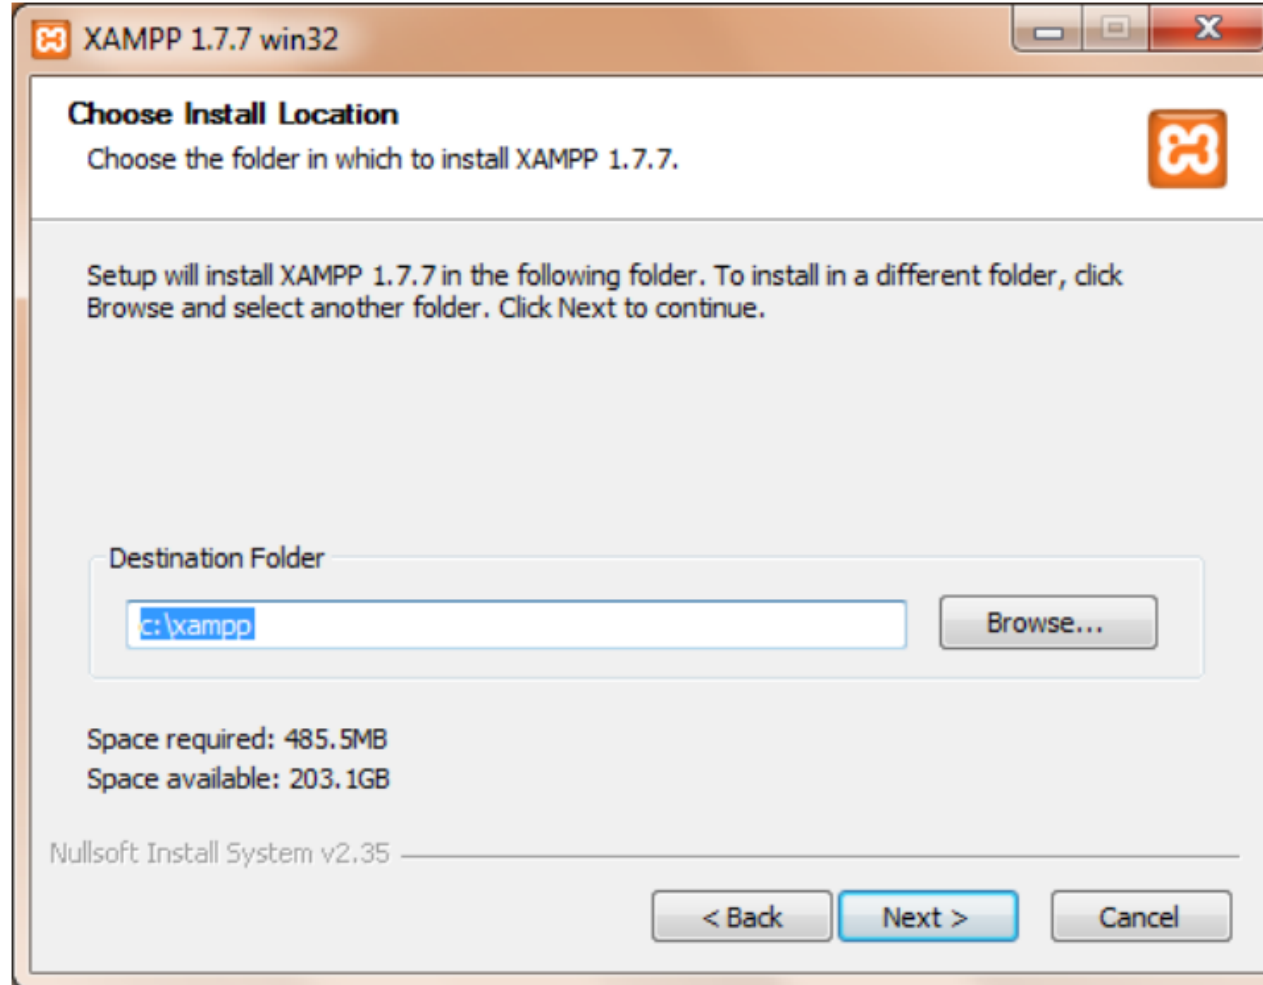 XAMPP 1.7.7 win32
Choose Install Location
Choose the folder in which to install XAMPP 1.7.7.
Setup will install XAMPP 1.7.7 in the following folder. To install in a different folder, click
Browse and select another folder. Click Next to continue.
Destination Folder
c:\xampp
Browse...
Space required: 485.5MB
Space available: 203.1GB
Nullsoft Install System v2.35
< Back Next > Cancel